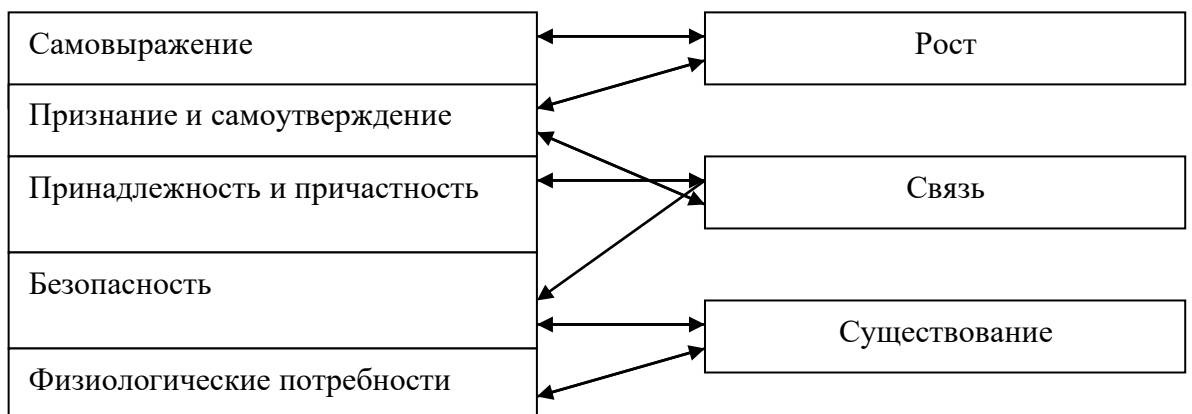 Самовыражение
Рост
Признание и самоутверждение
Принадлежность и причастность
Связь
Безопасность
Существование
Физиологические потребности